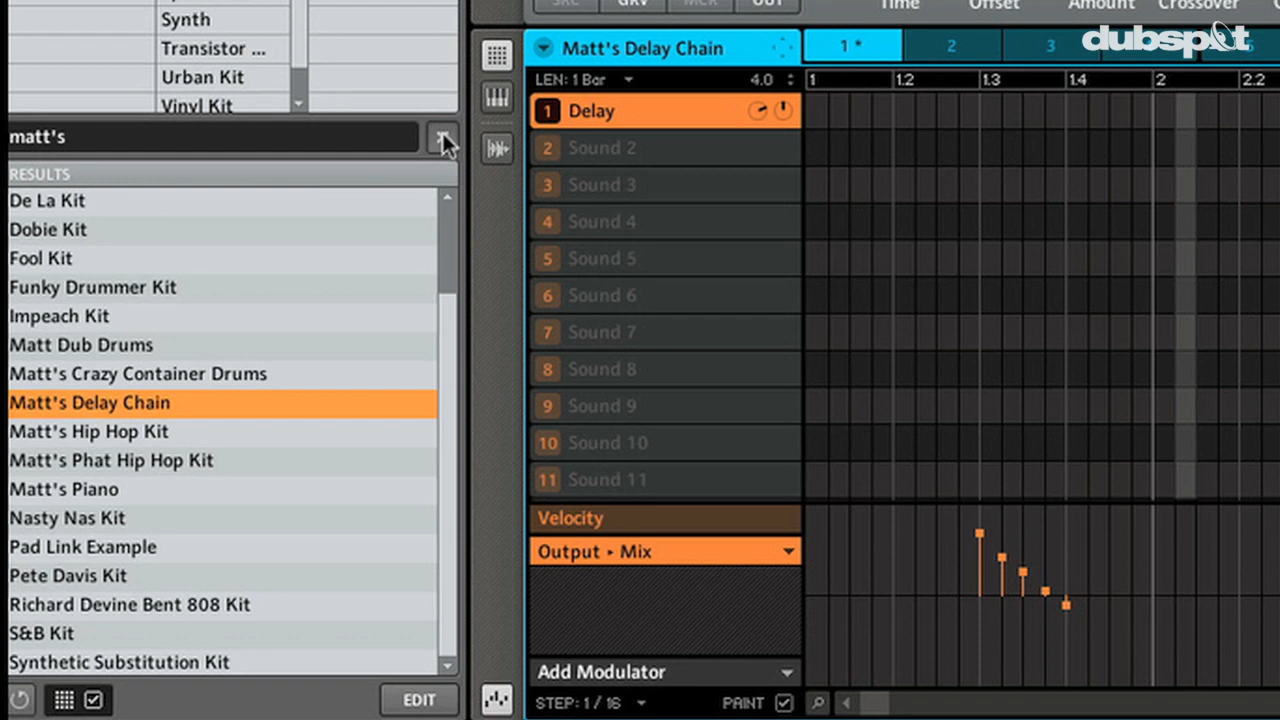 Synth
Transistor ...
Urban Kit
Vinyl Kit
matt's
RESULTS
De La Kit
Dobie Kit
Fool Kit
Funky Drummer Kit
Impeach Kit
Matt Dub Drums
Matt's Crazy Container Drums
Matt's Delay Chain
Matt's Hip Hop Kit
Matt's Phat Hip Hop Kit
Matt's Piano
Nasty Nas Kit
Pad Link Example
Pete Davis Kit
Richard Devine Bent 808 Kit
S&B Kit
Synthetic Substitution Kit
EDIT
SRC GRV MCR OUT
Time Offset Amount Crossover
dubspot
Matt's Delay Chain
1 * 2 3 5
LEN: 1 Bar 4.0
1 1.2 1.3 1.4 2 2.2
1 Delay
2 Sound 2
3 Sound 3
4 Sound 4
5 Sound 5
6 Sound 6
7 Sound 7
8 Sound 8
9 Sound 9
10 Sound 10
11 Sound 11
Velocity
Output ▸ Mix
Add Modulator
STEP: 1 / 16 PAINT